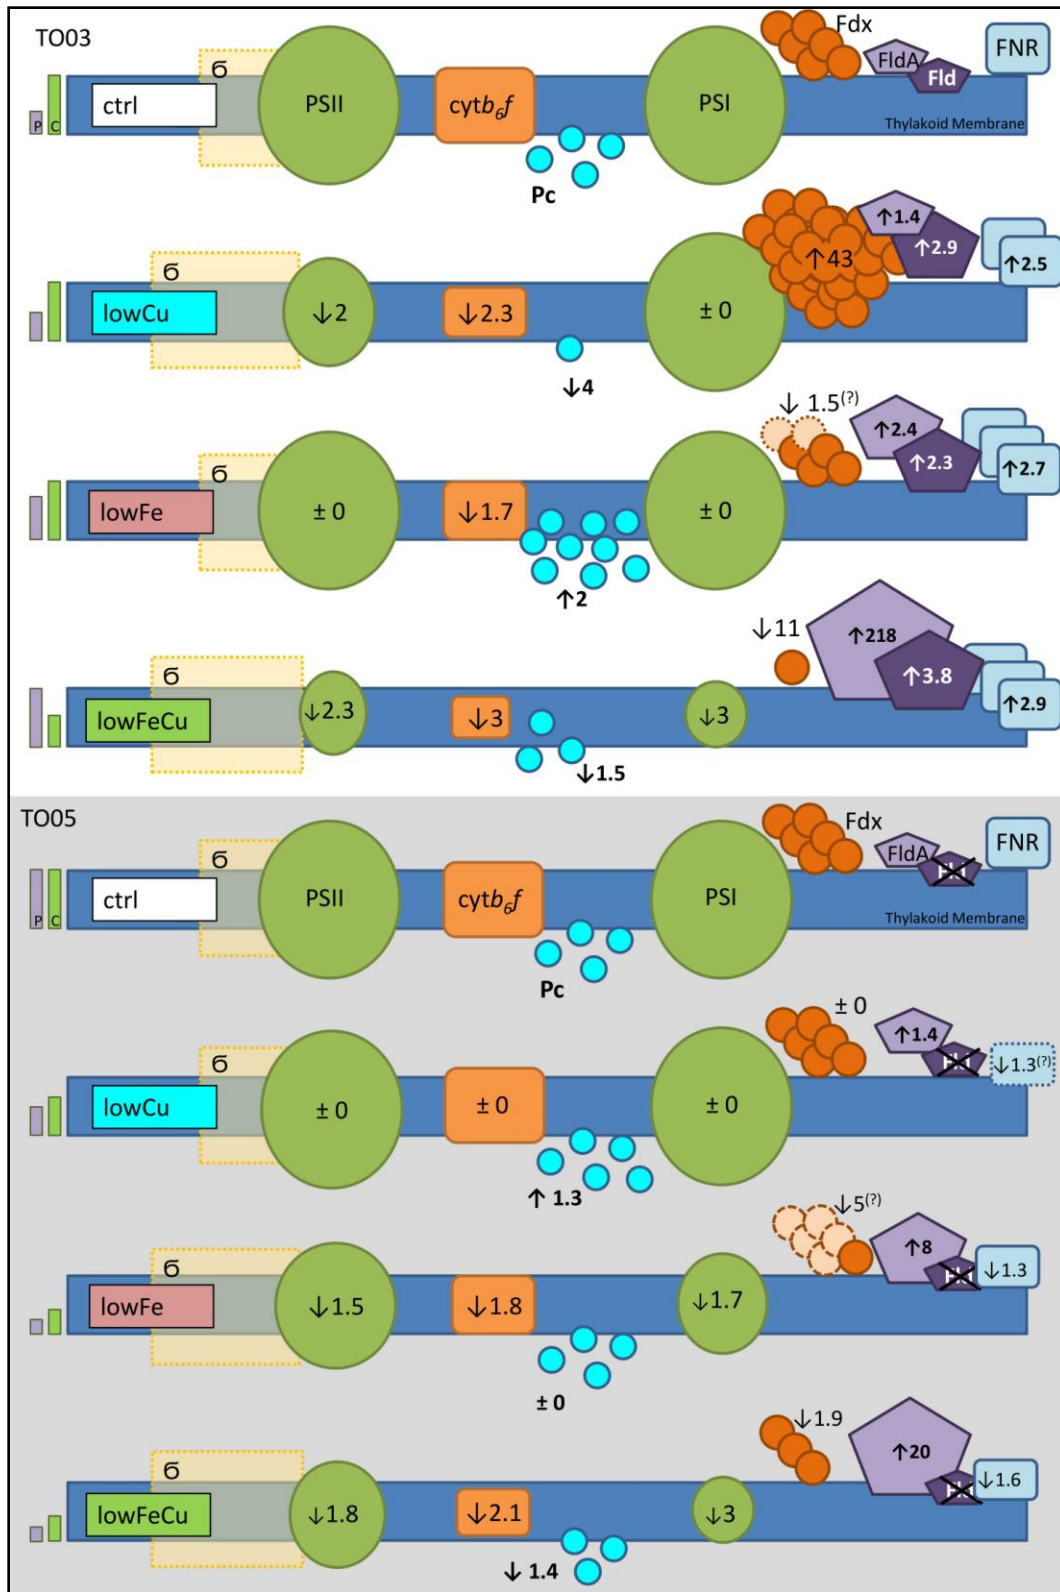 TO03
Fdx
б
FldA
Fld
FNR
P
C
ctrl
PSII
cytb₆f
PSI
Thylakoid Membrane
Pc
б
lowCu
↓2
↓2.3
↓4
± 0
↑43
↑1.4
↑2.9
↑2.5
б
lowFe
± 0
↓1.7
↑2
± 0
↓ 1.5(?)
↑2.4
↑2.3
↑2.7
б
lowFeCu
↓2.3
↓3
↓1.5
↓3
↓11
↑218
↑3.8
↑2.9
TO05
Fdx
б
FldA
Fld
FNR
P
C
ctrl
PSII
cytb₆f
PSI
Thylakoid Membrane
Pc
б
lowCu
± 0
± 0
↑ 1.3
± 0
± 0
↑1.4
Fld
↓1.3(?)
б
lowFe
↓1.5
↓1.8
± 0
↓1.7
↓5(?)
↑8
Fld
↓1.3
б
lowFeCu
↓1.8
↓2.1
↓ 1.4
↓3
↓1.9
↑20
Fld
↓1.6